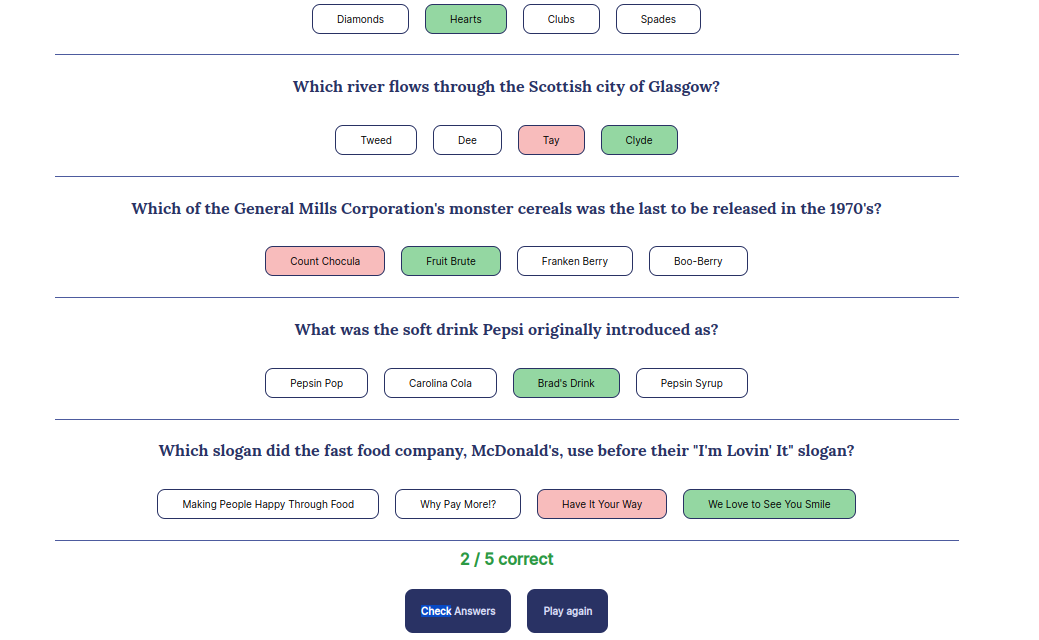 Diamonds Hearts Clubs Spades
Which river flows through the Scottish city of Glasgow?
Tweed Dee Tay Clyde
Which of the General Mills Corporation's monster cereals was the last to be released in the 1970's?
Count Chocula Fruit Brute Franken Berry Boo-Berry
What was the soft drink Pepsi originally introduced as?
Pepsin Pop Carolina Cola Brad's Drink Pepsin Syrup
Which slogan did the fast food company, McDonald's, use before their "I'm Lovin' It" slogan?
Making People Happy Through Food Why Pay More!? Have It Your Way We Love to See You Smile
2 / 5 correct
Check Answers Play again